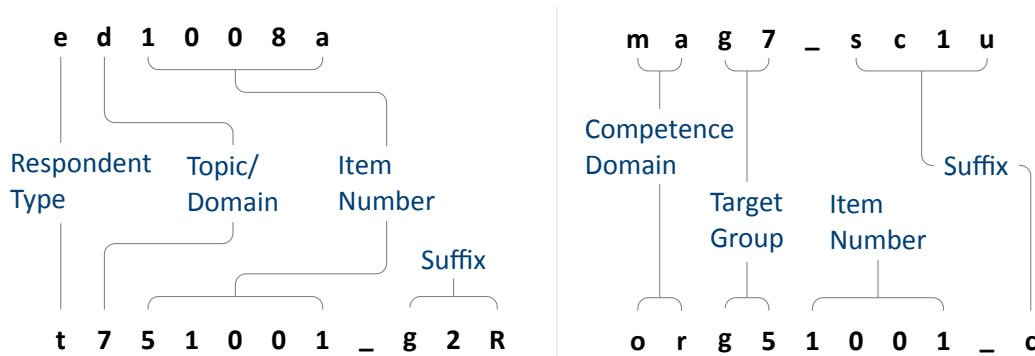 e d 1 0 0 8 a
Respondent Type
Topic/ Domain
Item Number
Suffix
t 7 5 1 0 0 1 _ g 2 R
m a g 7 _ s c 1 u
Competence Domain
Suffix
Target Group
Item Number
o r g 5 1 0 0 1 _ c